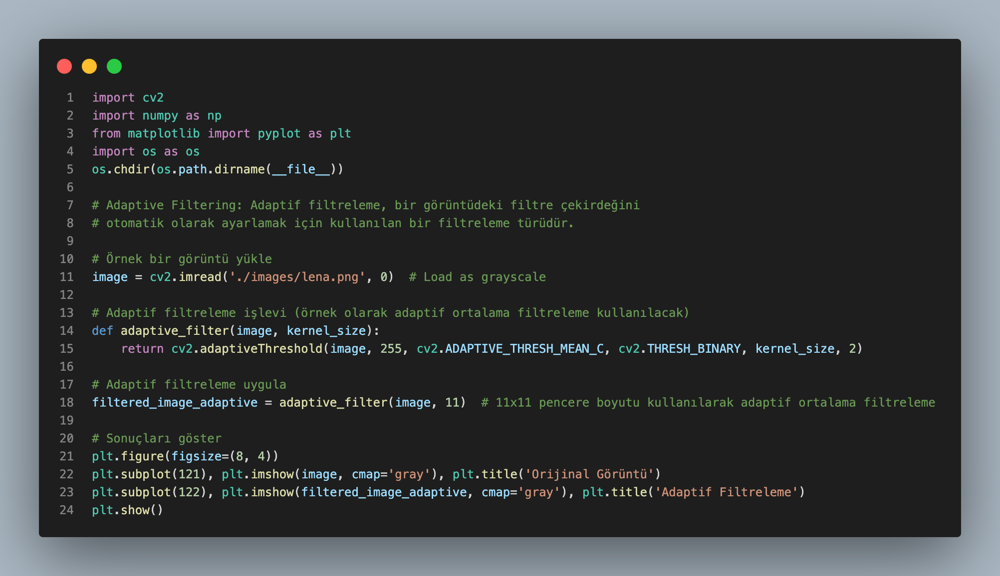 1 import cv2
2 import numpy as np
3 from matplotlib import pyplot as plt
4 import os as os
5 os.chdir(os.path.dirname(__file__))
6
7 # Adaptive Filtering: Adaptif filtreleme, bir görüntüdeki filtre çekirdeğini
8 # otomatik olarak ayarlamak için kullanılan bir filtreleme türüdür.
9
10 # Örnek bir görüntü yükle
11 image = cv2.imread('./images/lena.png', 0)  # Load as grayscale
12
13 # Adaptif filtreleme işlevi (örnek olarak adaptif ortalama filtreleme kullanılacak)
14 def adaptive_filter(image, kernel_size):
15     return cv2.adaptiveThreshold(image, 255, cv2.ADAPTIVE_THRESH_MEAN_C, cv2.THRESH_BINARY, kernel_size, 2)
16
17 # Adaptif filtreleme uygula
18 filtered_image_adaptive = adaptive_filter(image, 11)  # 11x11 pencere boyutu kullanılarak adaptif ortalama filtreleme
19
20 # Sonuçları göster
21 plt.figure(figsize=(8, 4))
22 plt.subplot(121), plt.imshow(image, cmap='gray'), plt.title('Orijinal Görüntü')
23 plt.subplot(122), plt.imshow(filtered_image_adaptive, cmap='gray'), plt.title('Adaptif Filtreleme')
24 plt.show()